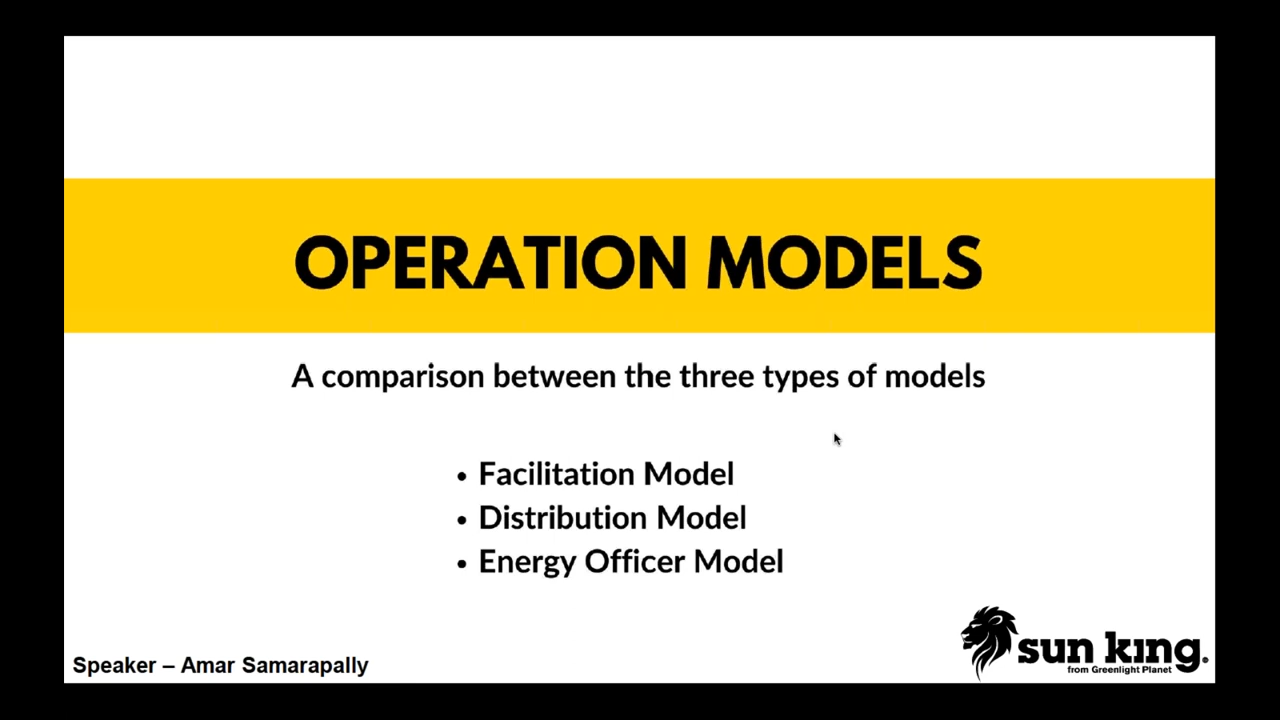 OPERATION MODELS
A comparison between the three types of models
• Facilitation Model
• Distribution Model
• Energy Officer Model
Speaker – Amar Samarapally
sun king.
from Greenlight Planet